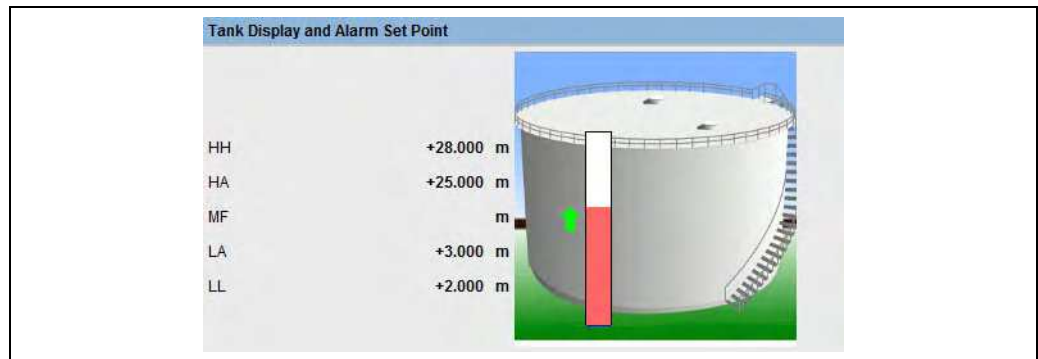 Tank Display and Alarm Set Point
HH +28.000 m
HA +25.000 m
MF m
LA +3.000 m
LL +2.000 m